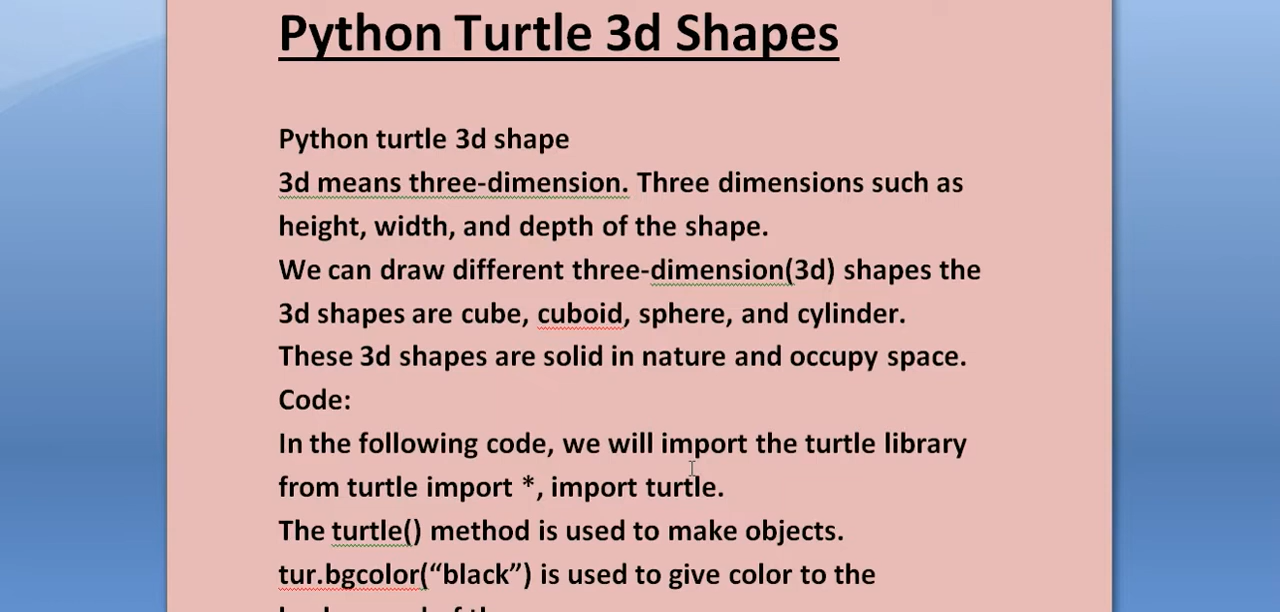 Python Turtle 3d Shapes
Python turtle 3d shape
3d means three-dimension. Three dimensions such as
height, width, and depth of the shape.
We can draw different three-dimension(3d) shapes the
3d shapes are cube, cuboid, sphere, and cylinder.
These 3d shapes are solid in nature and occupy space.
Code:
In the following code, we will import the turtle library
from turtle import *, import turtle.
The turtle() method is used to make objects.
tur.bgcolor(“black”) is used to give color to the